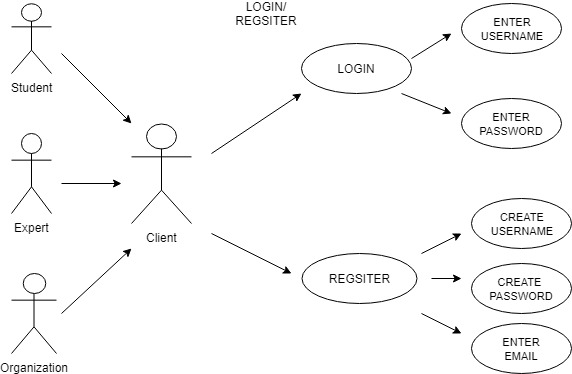 LOGIN/
REGSITER
Student
Expert
Organization
Client
LOGIN
ENTER
USERNAME
ENTER
PASSWORD
REGSITER
CREATE
USERNAME
CREATE
PASSWORD
ENTER
EMAIL